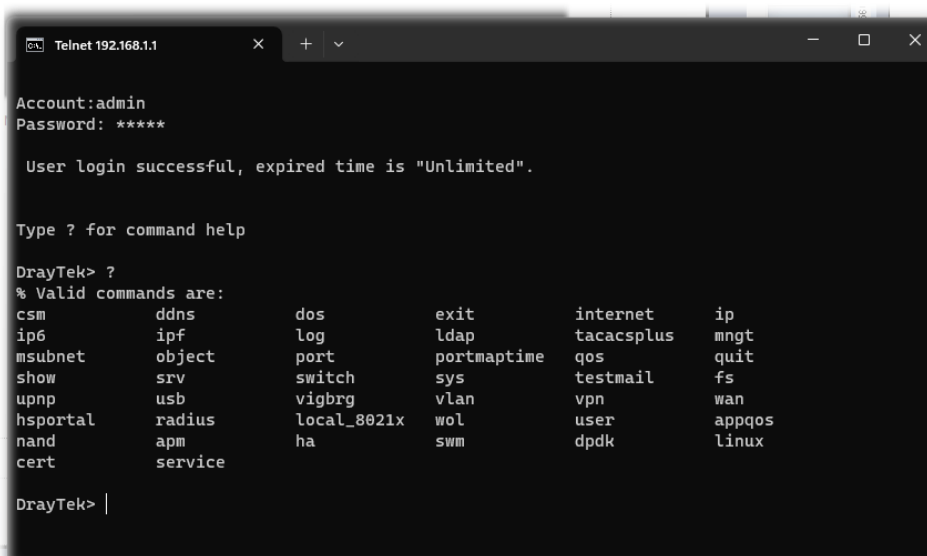 Telnet 192.168.1.1
Account:admin
Password: *****
User login successful, expired time is "Unlimited".
Type ? for command help
DrayTek> ?
% Valid commands are:
csm ddns dos exit internet ip
ip6 ipf log ldap tacacsplus mngt
msubnet object port portmaptime qos quit
show srv switch sys testmail fs
upnp usb vigbrg vlan vpn wan
hsportal radius local_8021x wol user appqos
nand apm ha swm dpdk linux
cert service
DrayTek>